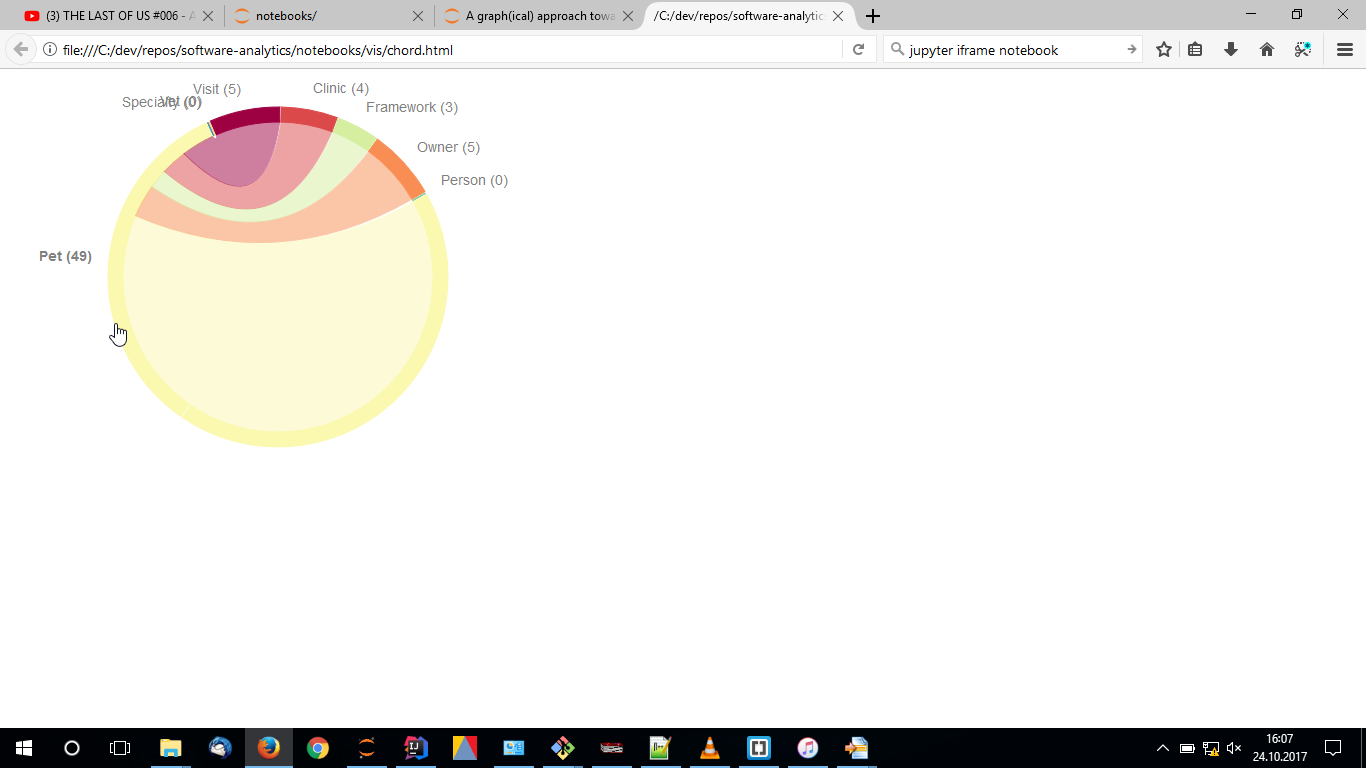 (3) THE LAST OF US #006 - A
notebooks/
A graph(ical) approach towa
/C:/dev/repos/software-analytics
file:///C:/dev/repos/software-analytics/notebooks/vis/chord.html
jupyter iframe notebook
Visit (5)
Clinic (4)
Specialty (0)
Vet (0)
Framework (3)
Owner (5)
Person (0)
Pet (49)
16:07
24.10.2017